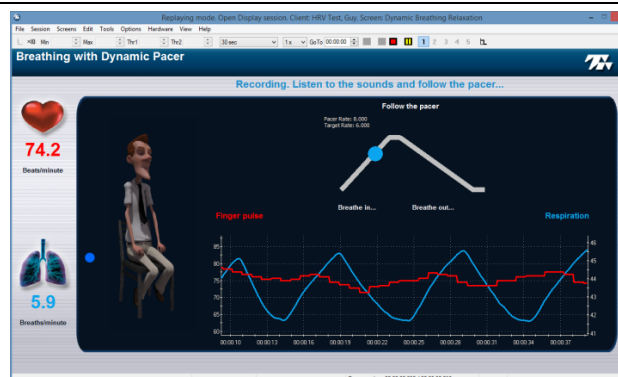 Replaying mode. Open Display session. Client: HRV Test, Guy. Screen: Dynamic Breathing Relaxation
File Session Screens Edit Tools Options Hardware View Help
Min Max Thr1 Thr2 30 sec 1 x GoTo 00:00:00 1 2 3 4 5
Breathing with Dynamic Pacer
Recording. Listen to the sounds and follow the pacer...
Follow the pacer
Pacer Rate: 8.000
Target Rate: 6.000
74.2
Beats/minute
Breathe in... Breathe out...
Finger pulse Respiration
85
80
75
70
65
60
46
45
44
43
42
41
00:00:10 00:00:13 00:00:16 00:00:19 00:00:22 00:00:25 00:00:28 00:00:31 00:00:34 00:00:37
5.9
Breaths/minute